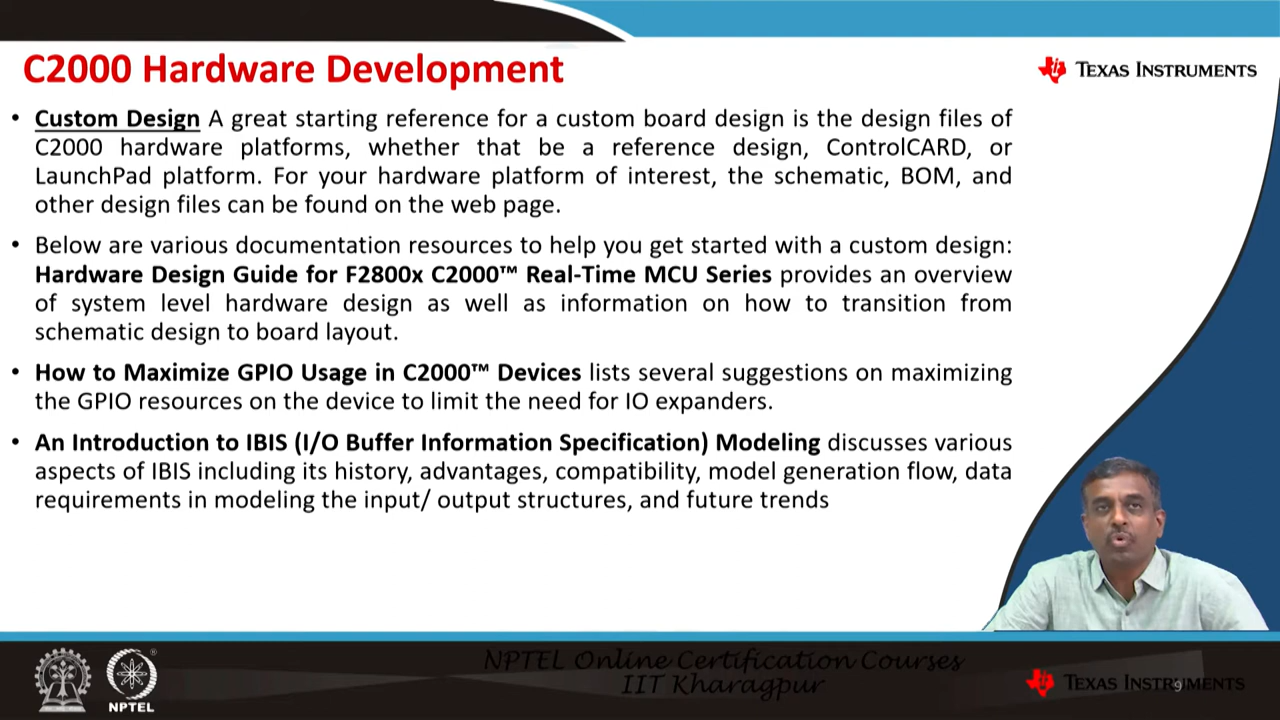 C2000 Hardware Development
TEXAS INSTRUMENTS
• Custom Design A great starting reference for a custom board design is the design files of
C2000 hardware platforms, whether that be a reference design, ControlCARD, or
LaunchPad platform. For your hardware platform of interest, the schematic, BOM, and
other design files can be found on the web page.
• Below are various documentation resources to help you get started with a custom design:
Hardware Design Guide for F2800x C2000™ Real-Time MCU Series provides an overview
of system level hardware design as well as information on how to transition from
schematic design to board layout.
• How to Maximize GPIO Usage in C2000™ Devices lists several suggestions on maximizing
the GPIO resources on the device to limit the need for IO expanders.
• An Introduction to IBIS (I/O Buffer Information Specification) Modeling discusses various
aspects of IBIS including its history, advantages, compatibility, model generation flow, data
requirements in modeling the input/ output structures, and future trends
NPTEL Online Certification Courses
IIT Kharagpur
NPTEL
TEXAS INSTRUMENTS
9